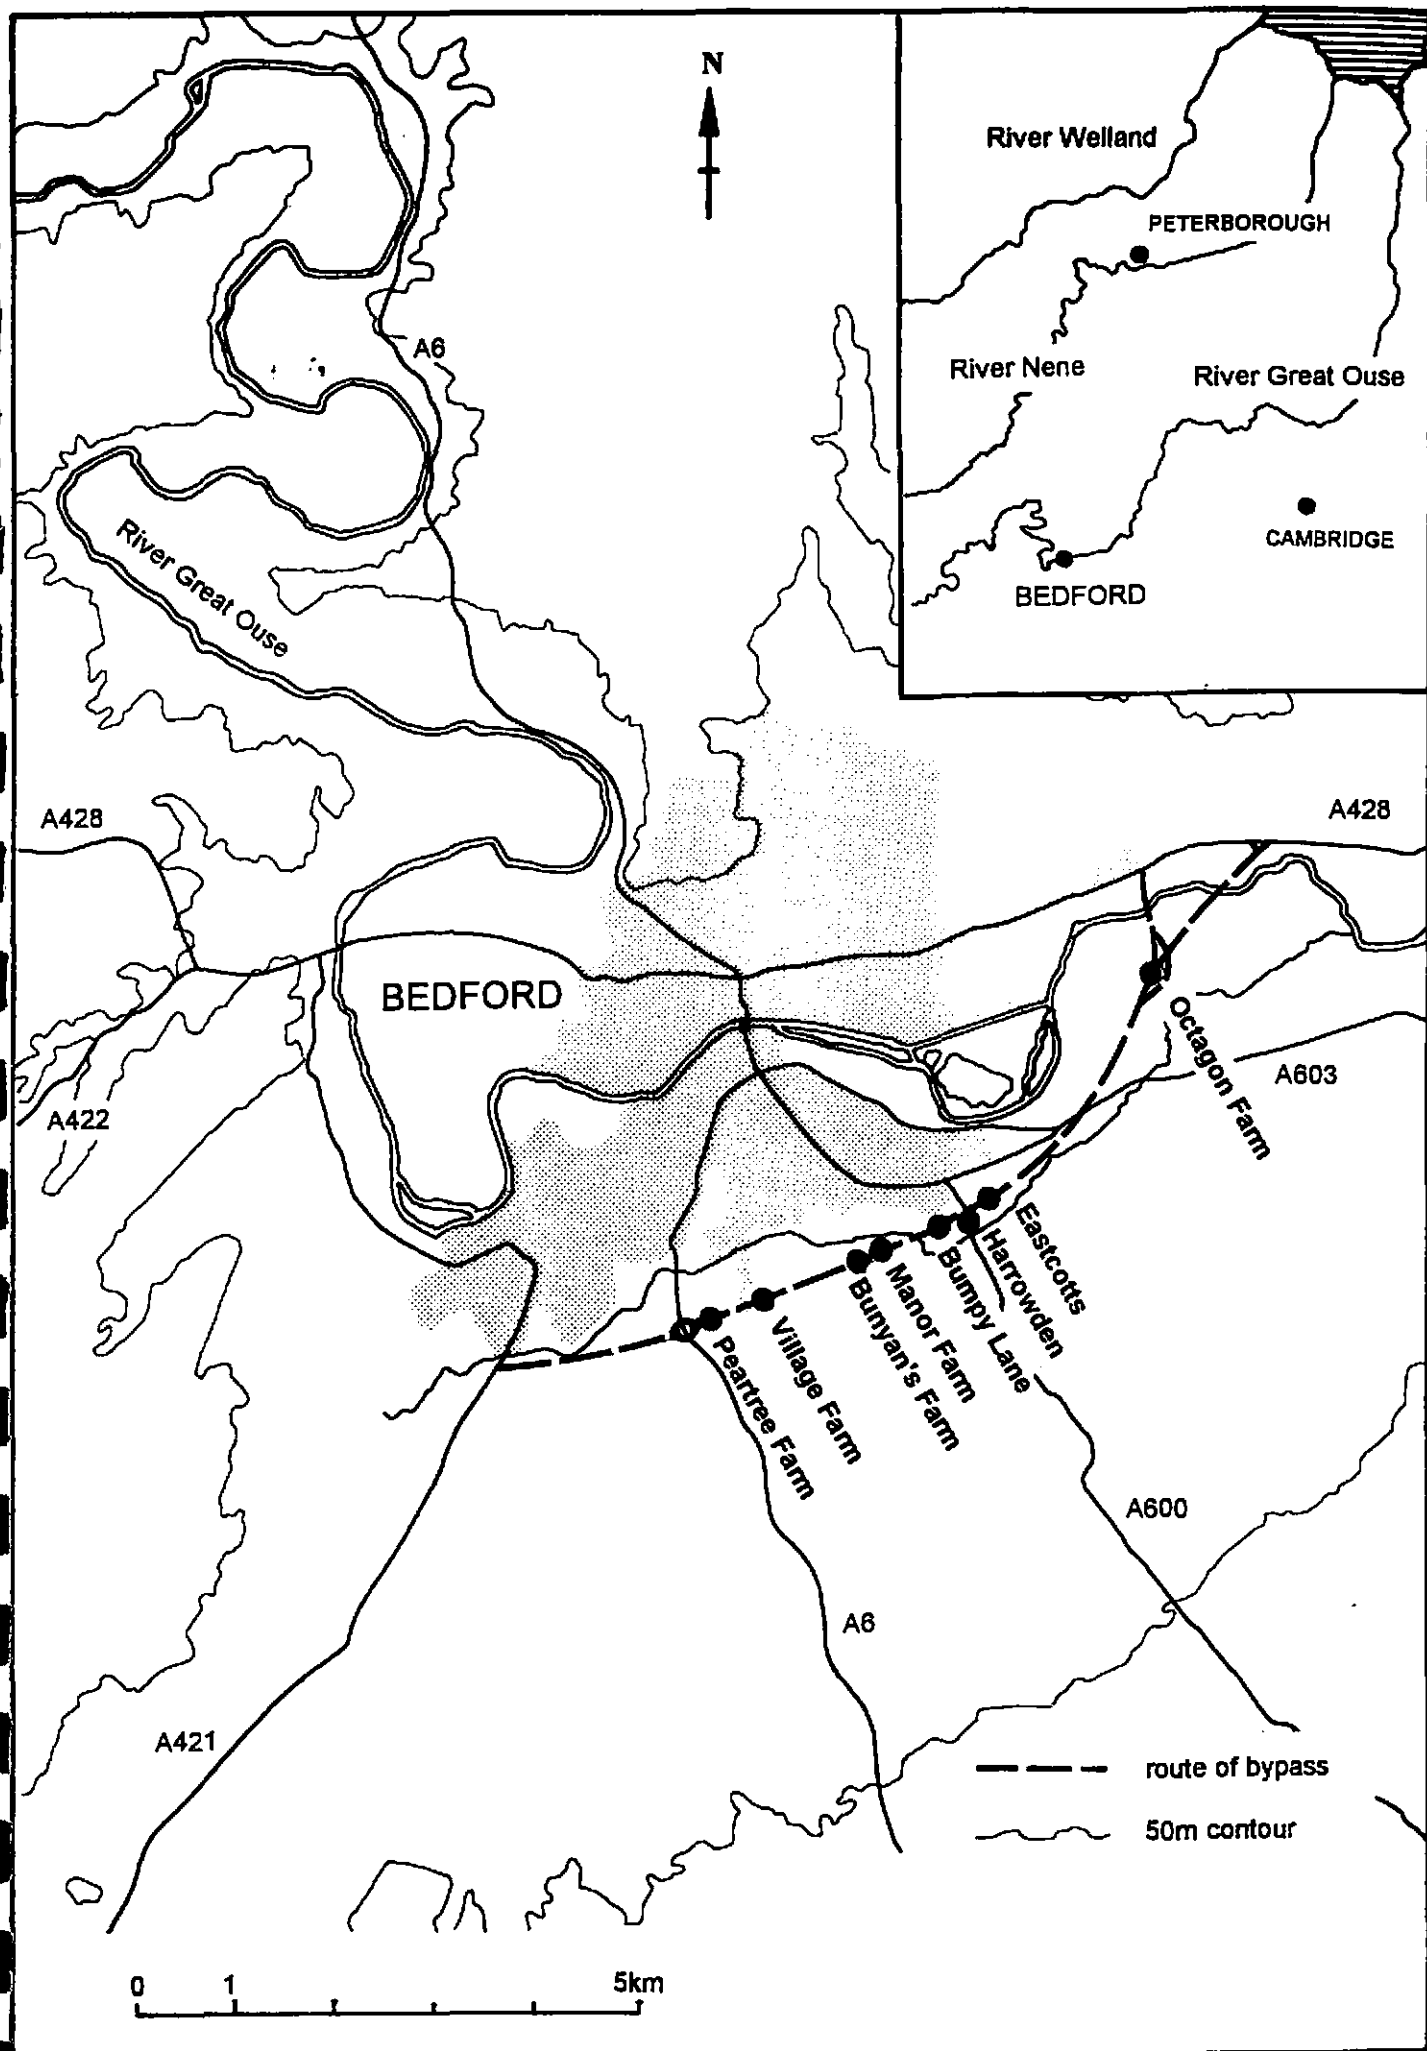 N
River Welland
PETERBOROUGH
River Nene
River Great Ouse
CAMBRIDGE
BEDFORD
A6
River Great Ouse
A428
A428
BEDFORD
A422
A603
Octagon Farm
Eastcotts
Harrowden
Bumpy Lane
Manor Farm
Bunyan's Farm
Village Farm
Peartree Farm
A600
A6
A421
route of bypass
50m contour
0 1 5km